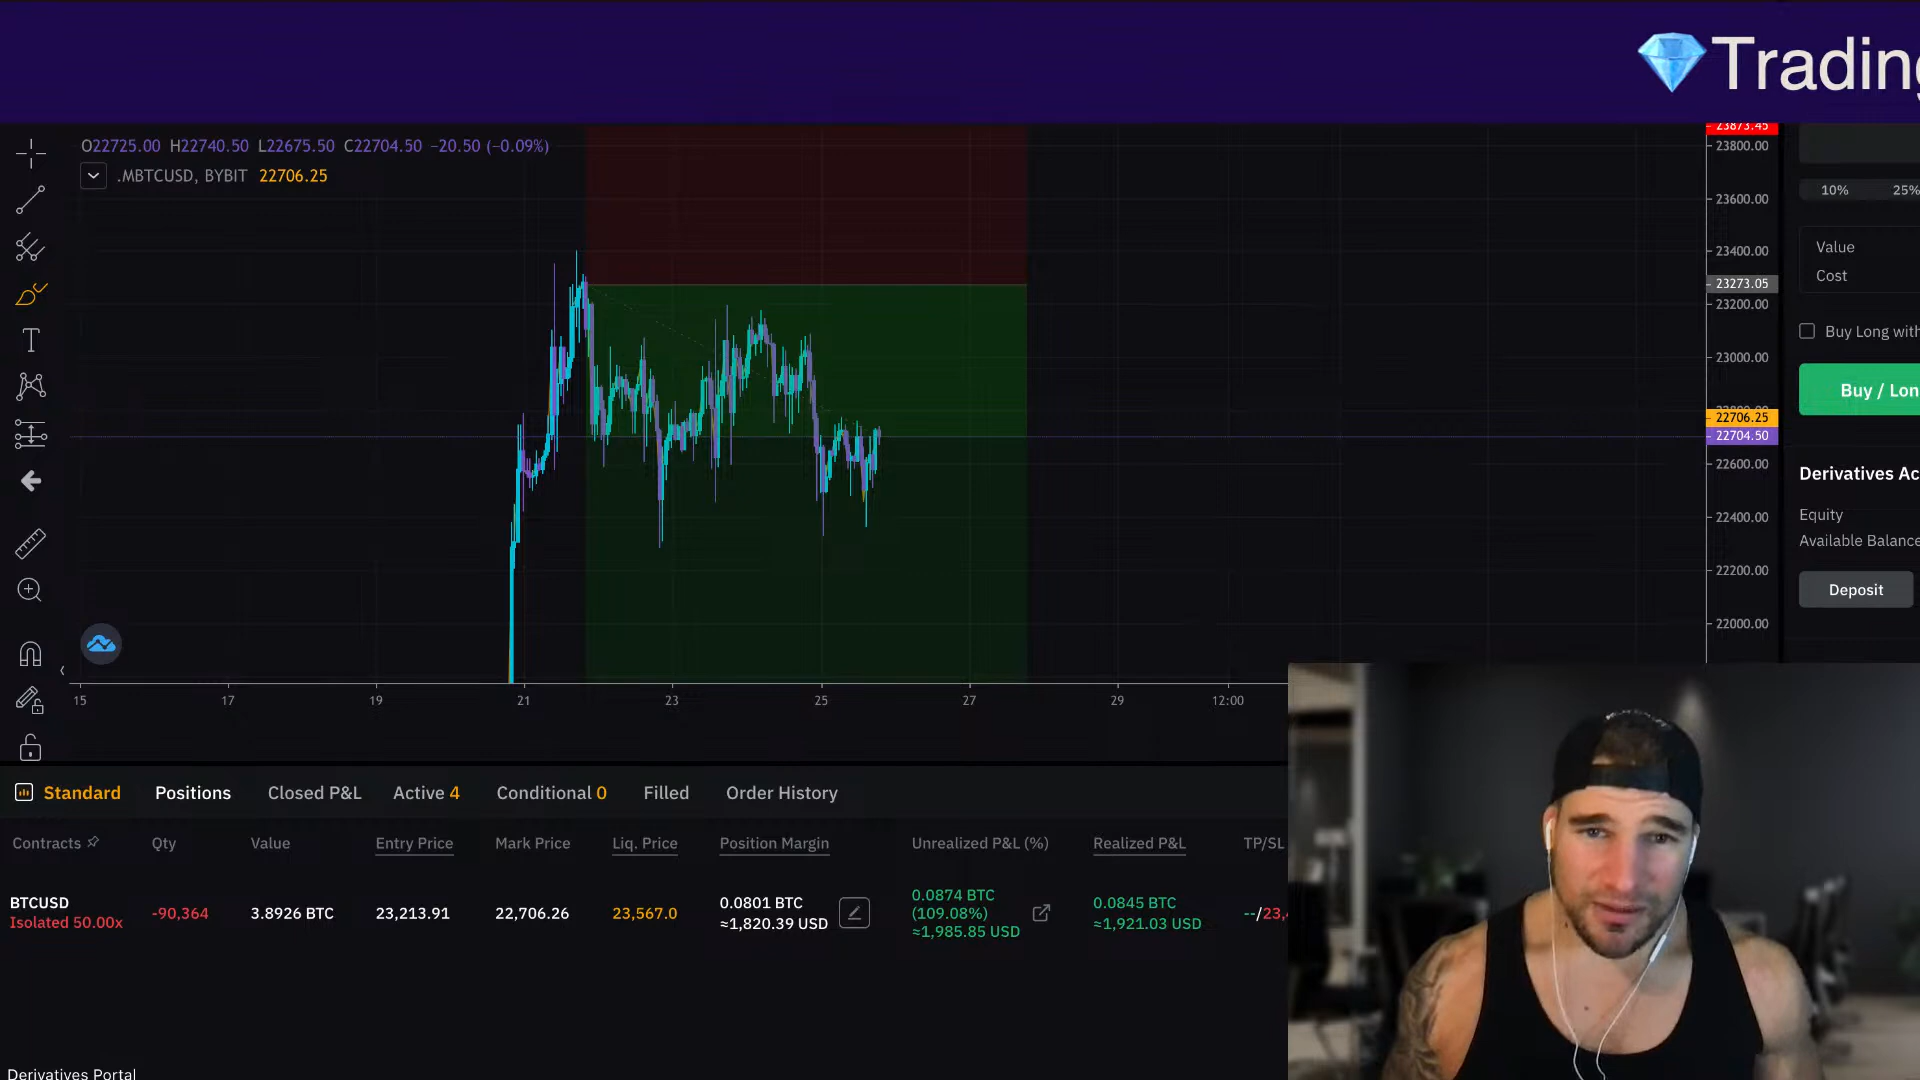 💎Trading
O22725.00 H22740.50 L22675.50 C22704.50 −20.50 (−0.09%)
.MBTCUSD, BYBIT 22706.25
23873.45
23800.00
23600.00
23400.00
23273.05
23200.00
23000.00
22800.00
22706.25
22704.50
22600.00
22400.00
22200.00
22000.00
15 17 19 21 23 25 27 29 12:00
10% 25%
Value
Cost
Buy Long with
Buy / Lon
Derivatives Ac
Equity
Available Balance
Deposit
Standard Positions Closed P&L Active 4 Conditional 0 Filled Order History
Contracts Qty Value Entry Price Mark Price Liq. Price Position Margin Unrealized P&L (%) Realized P&L TP/SL
BTCUSD
Isolated 50.00x
-90,364 3.8926 BTC 23,213.91 22,706.26 23,567.0
0.0801 BTC
≈1,820.39 USD
0.0874 BTC
(109.08%)
≈1,985.85 USD
0.0845 BTC
≈1,921.03 USD
--/23,
Derivatives Portal